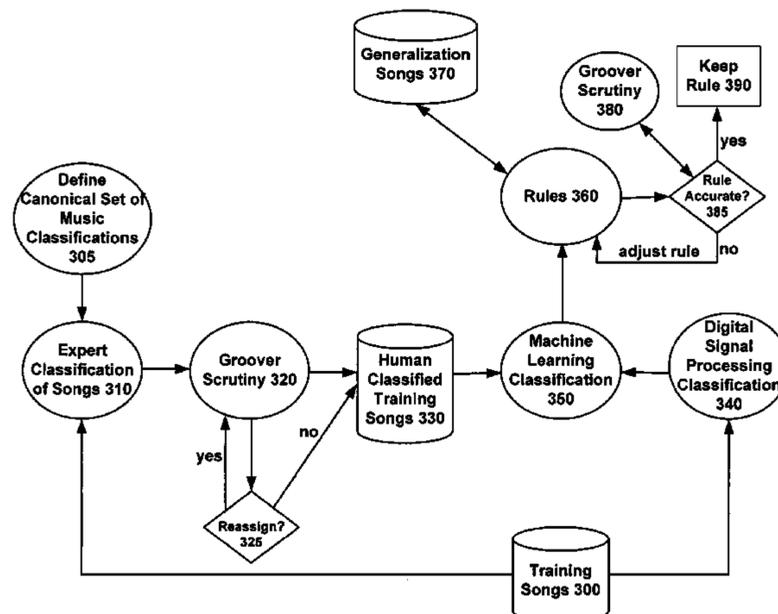 Generalization
Songs 370
Groover
Scrutiny
380
Keep
Rule 390
yes
Define
Canonical Set of
Music
Classifications
305
Rules 360
Rule
Accurate?
385
adjust rule
no
Expert
Classification
of Songs 310
Groover
Scrutiny 320
Human
Classified
Training
Songs 330
Machine
Learning
Classification
350
Digital
Signal
Processing
Classification
340
yes
no
Reassign?
325
Training
Songs 300